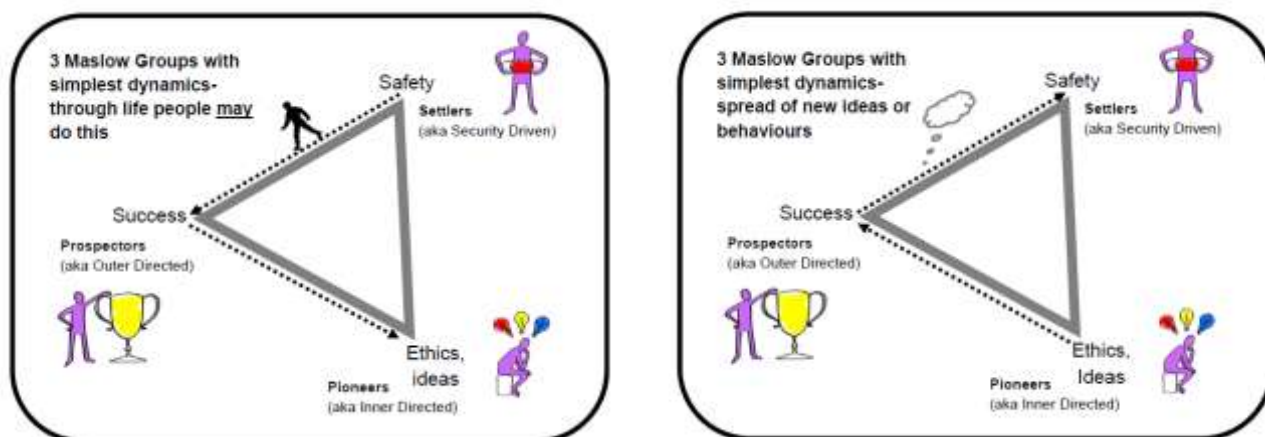 3 Maslow Groups with
simplest dynamics-
through life people may
do this
Safety
Settlers
(aka Security Driven)
Success
Prospectors
(aka Outer Directed)
Ethics,
ideas
Pioneers
(aka Inner Directed)
3 Maslow Groups with
simplest dynamics-
spread of new ideas or
behaviours
Safety
Settlers
(aka Security Driven)
Success
Prospectors
(aka Outer Directed)
Ethics,
Ideas
Pioneers
(aka Inner Directed)